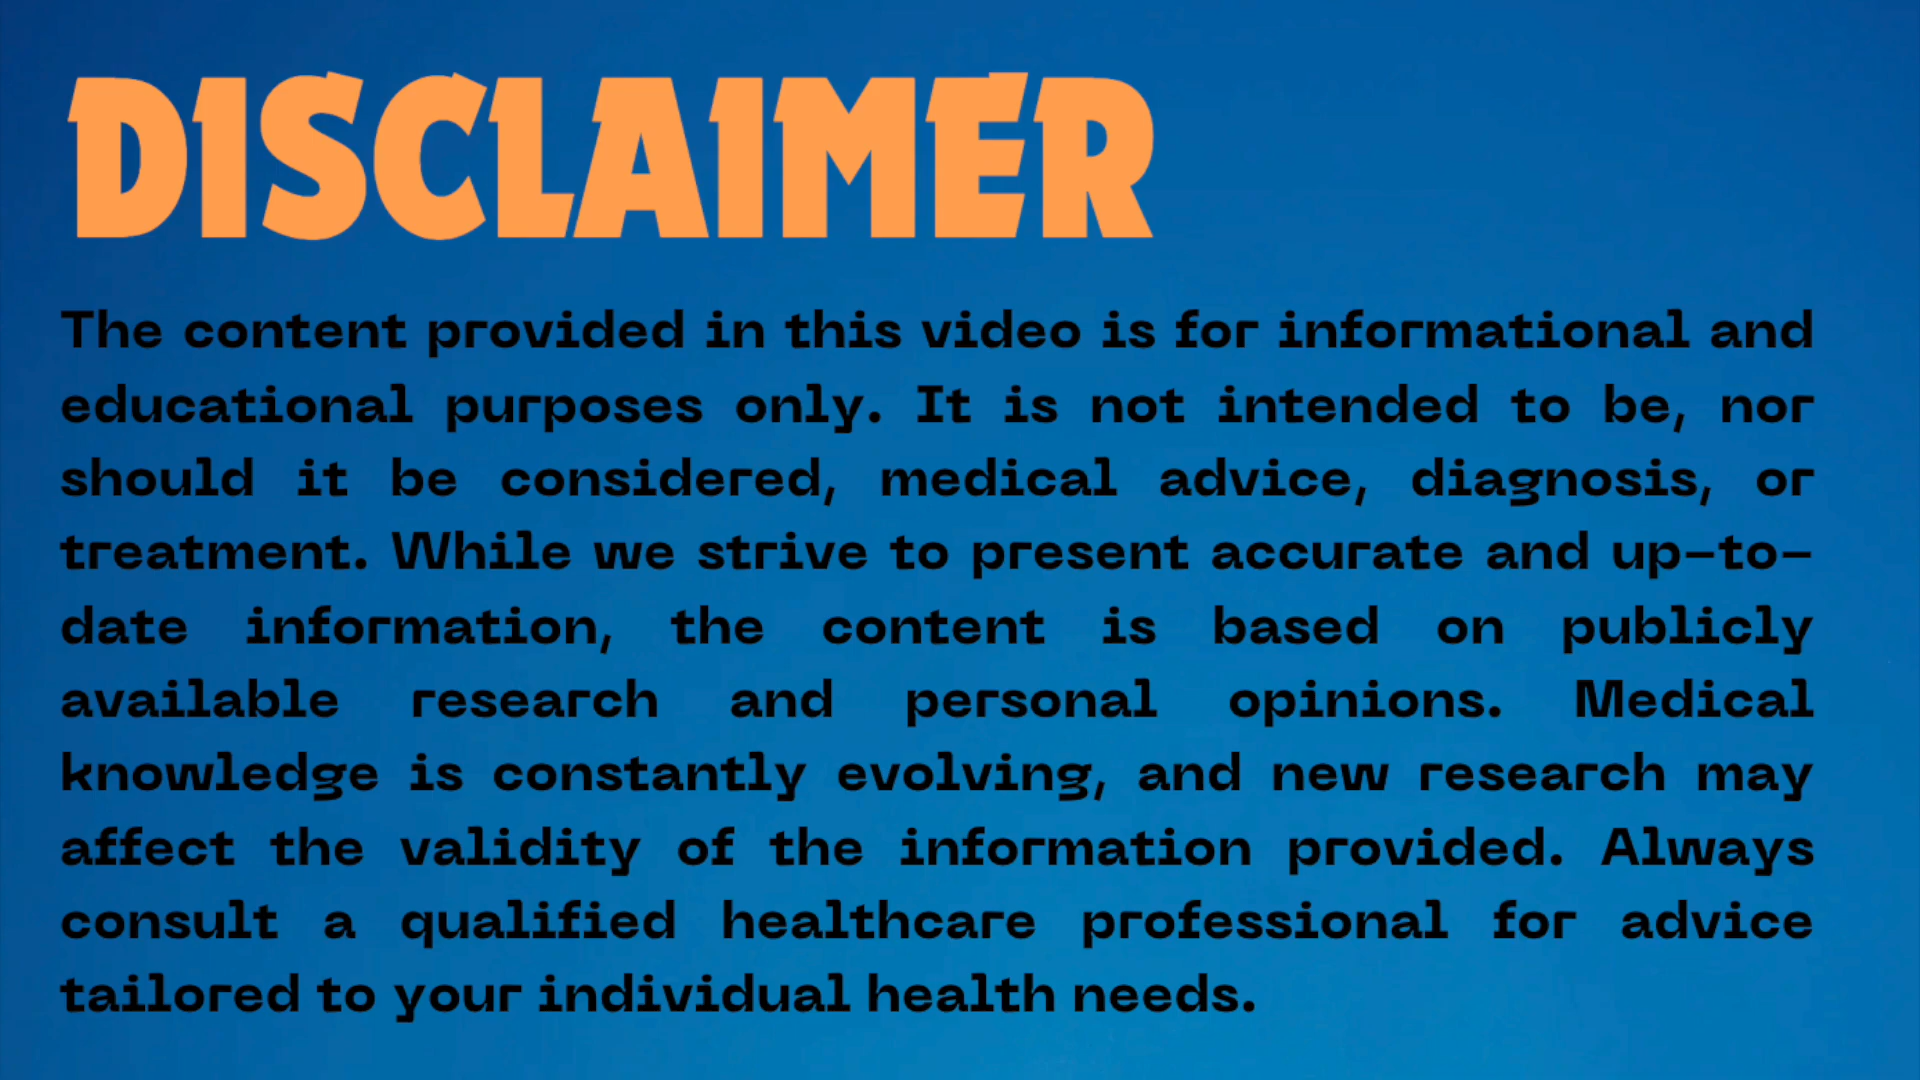 DISCLAIMER
The content provided in this video is for informational and
educational purposes only. It is not intended to be, nor
should it be considered, medical advice, diagnosis, or
treatment. While we strive to present accurate and up-to-
date information, the content is based on publicly
available research and personal opinions. Medical
knowledge is constantly evolving, and new research may
affect the validity of the information provided. Always
consult a qualified healthcare professional for advice
tailored to your individual health needs.